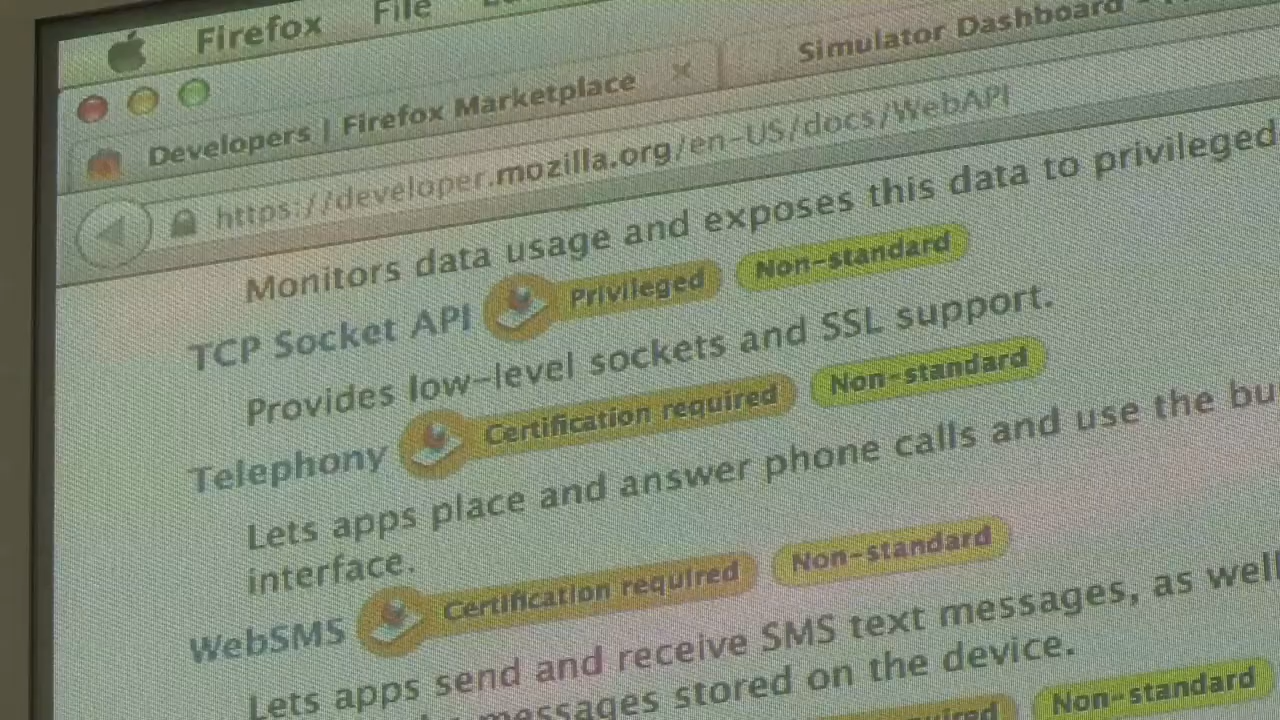 Firefox File
Simulator Dashboard
Developers | Firefox Marketplace
https://developer.mozilla.org/en-US/docs/WebAPI
Monitors data usage and exposes this data to privileged
TCP Socket API Privileged Non-standard
Provides low-level sockets and SSL support.
Telephony Certification required Non-standard
Lets apps place and answer phone calls and use the bu
interface.
WebSMS Certification required Non-standard
Lets apps send and receive SMS text messages, as well
messages stored on the device.
Non-standard